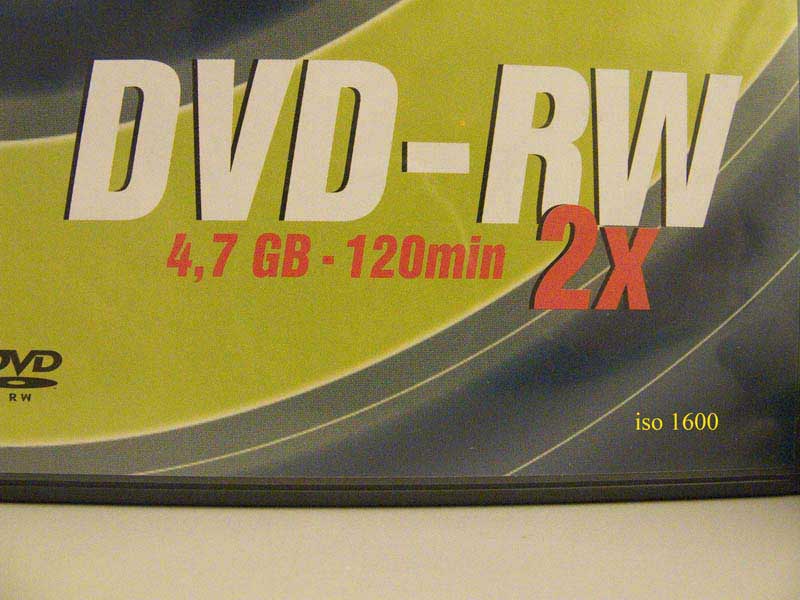 DVD-RW
4,7 GB - 120min
2x
DVD
RW
iso 1600